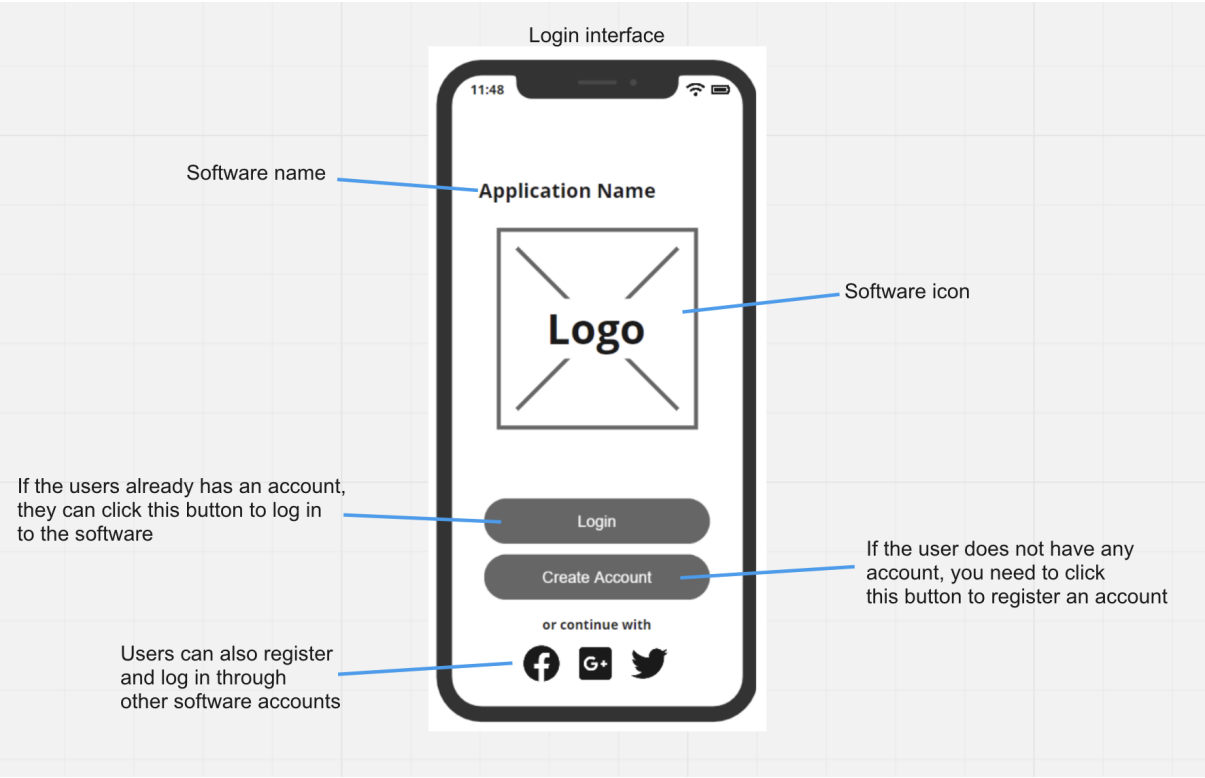 Login interface
11:48
Software name
Application Name
Software icon
Logo
If the users already has an account,
they can click this button to log in
to the software
Login
If the user does not have any
account, you need to click
this button to register an account
Create Account
or continue with
Users can also register
and log in through
other software accounts
G+